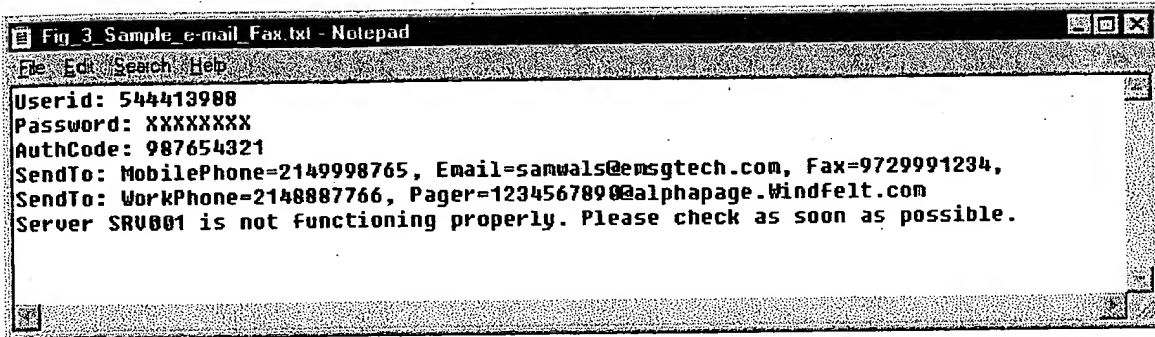 Fig_3_Sample_e-mail_Fax.txt - Notepad
File Edit Search Help
Userid: 544413988
Password: XXXXXXXX
AuthCode: 987654321
SendTo: MobilePhone=2149998765, Email=samwals@emsgtech.com, Fax=9729991234,
SendTo: WorkPhone=2148887766, Pager=1234567890@alphapage.Windfelt.com
Server SRV001 is not functioning properly. Please check as soon as possible.